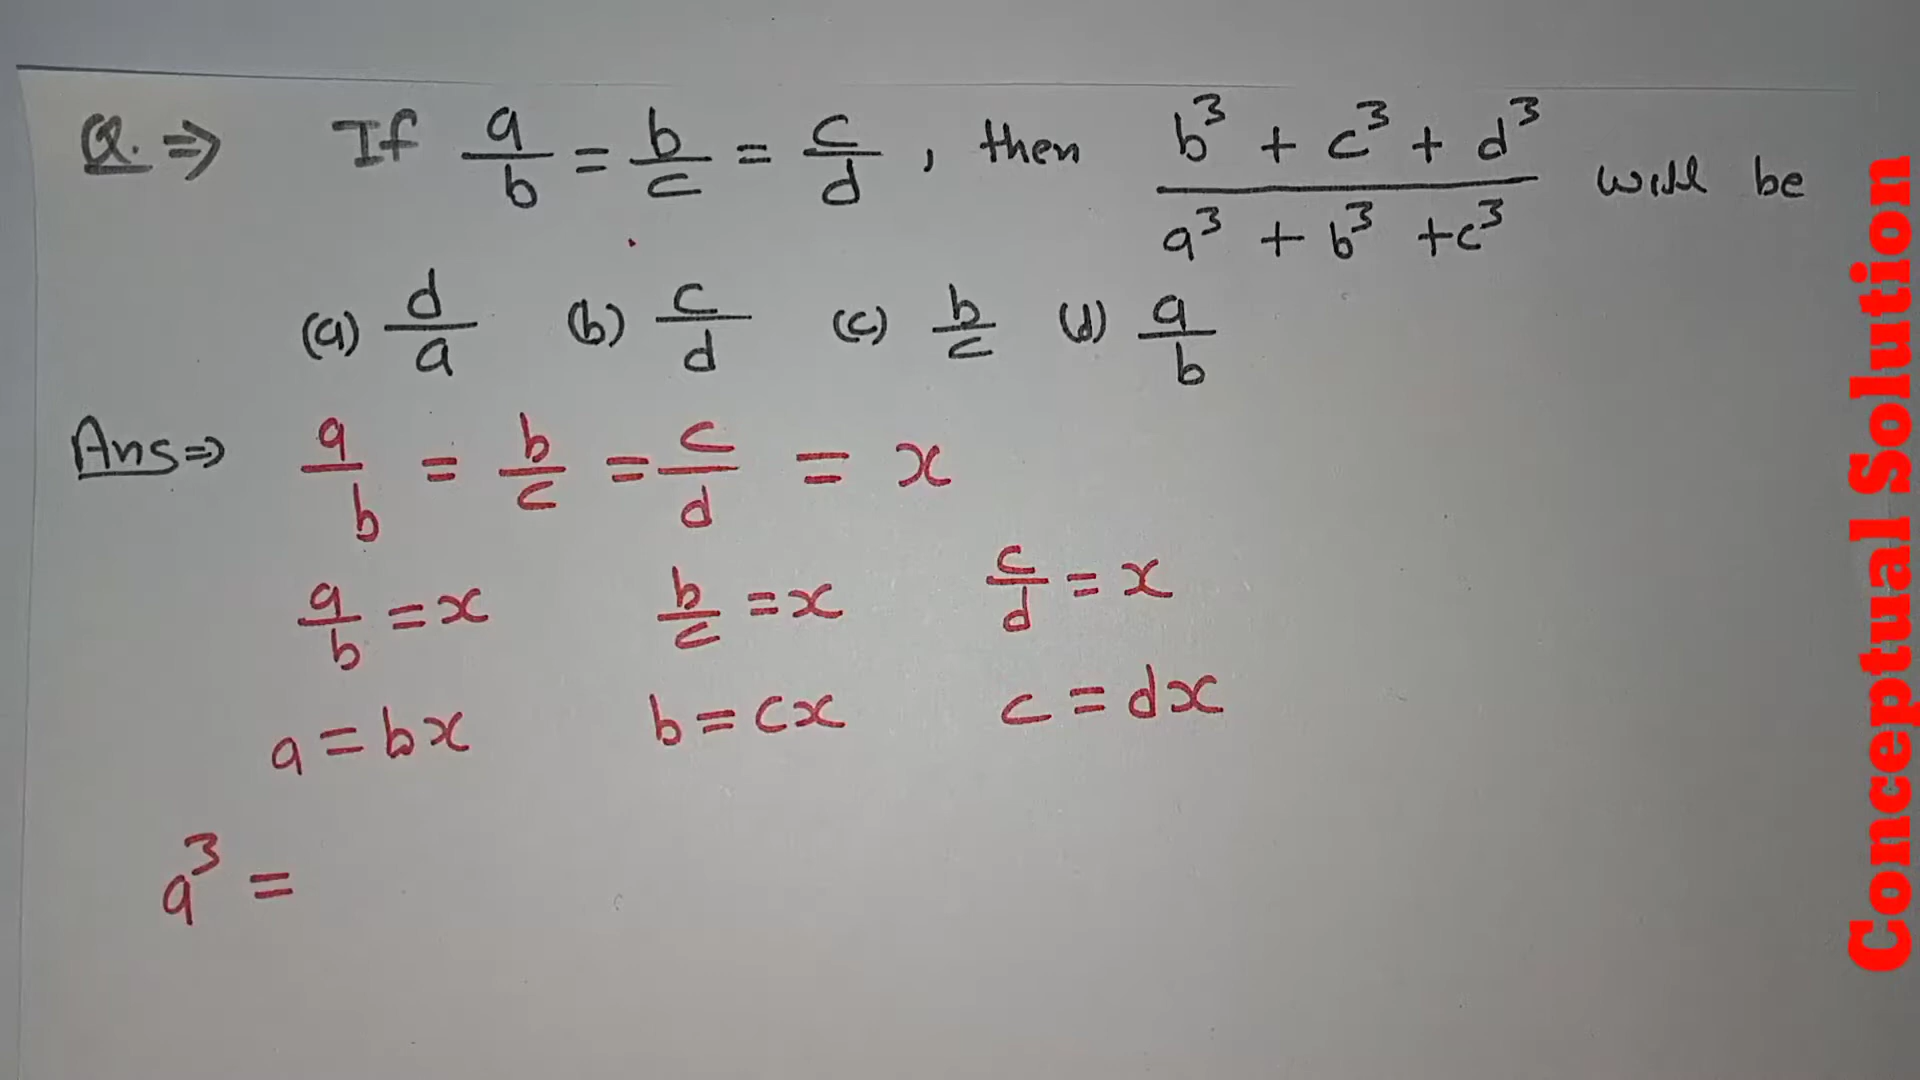 Q. ⇒ If a/b = b/c = c/d , then (b³ + c³ + d³)/(a³ + b³ + c³) will be
(a) d/a (b) c/d (c) b/c (d) a/b
Ans ⇒ a/b = b/c = c/d = x
a/b = x b/c = x c/d = x
a = bx b = cx c = dx
a³ =
Conceptual Solution